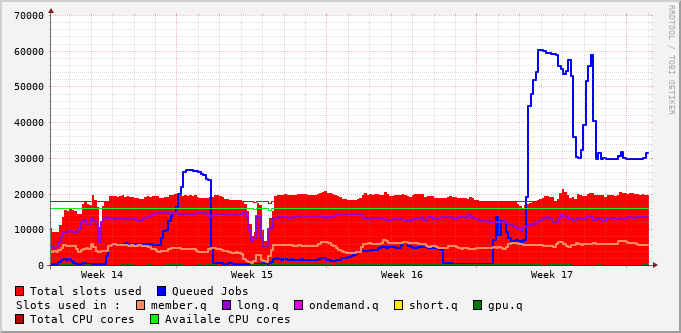 70000
60000
50000
40000
30000
20000
10000
0
Week 14 Week 15 Week 16 Week 17
Total slots used Queued Jobs
Slots used in : member.q long.q ondemand.q short.q gpu.q
Total CPU cores Availale CPU cores
RRDTOOL / TOBI OETIKER